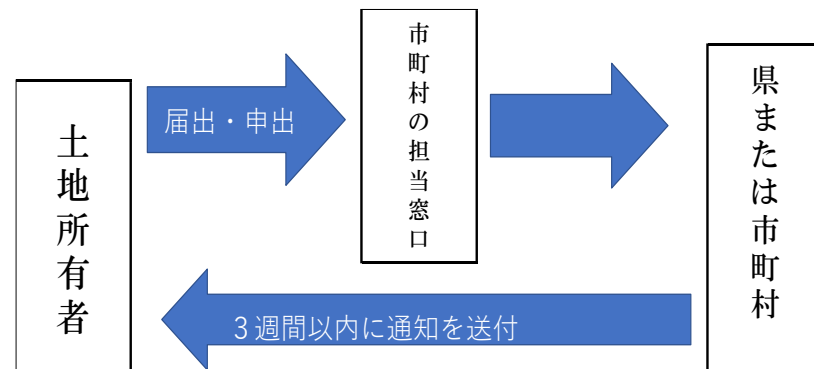 土地所有者
届出・申出
市町村の担当窓口
県または市町村
3週間以内に通知を送付